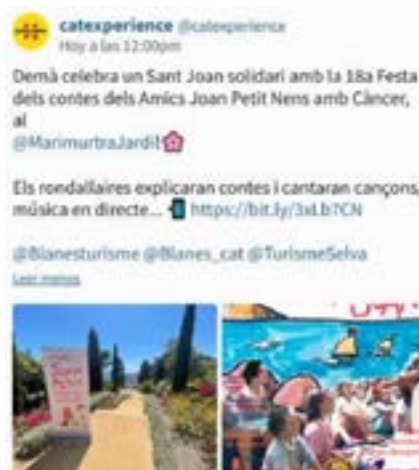 catexperience @catexperience
Hoy a las 12:00pm
Demà celebra un Sant Joan solidari amb la 18a Festa
dels contes dels Amics Joan Petit Nens amb Càncer,
al
@MarimurtraJardi!
Els rondallaires explicaran contes i cantaran cançons,
música en directe... https://bit.ly/3xLb7CN
@Blanesturisme @Blanes_cat @TurismeSelva
Leer menos